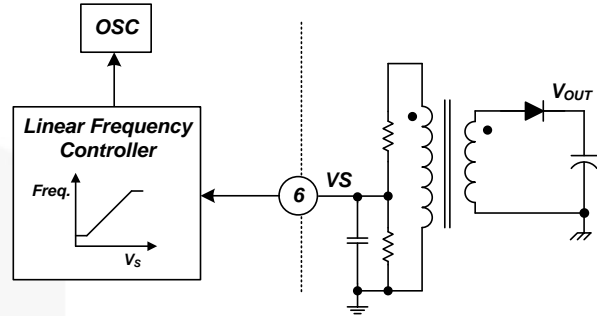 OSC
Linear Frequency
Controller
Freq.
VS
6
VS
VOUT